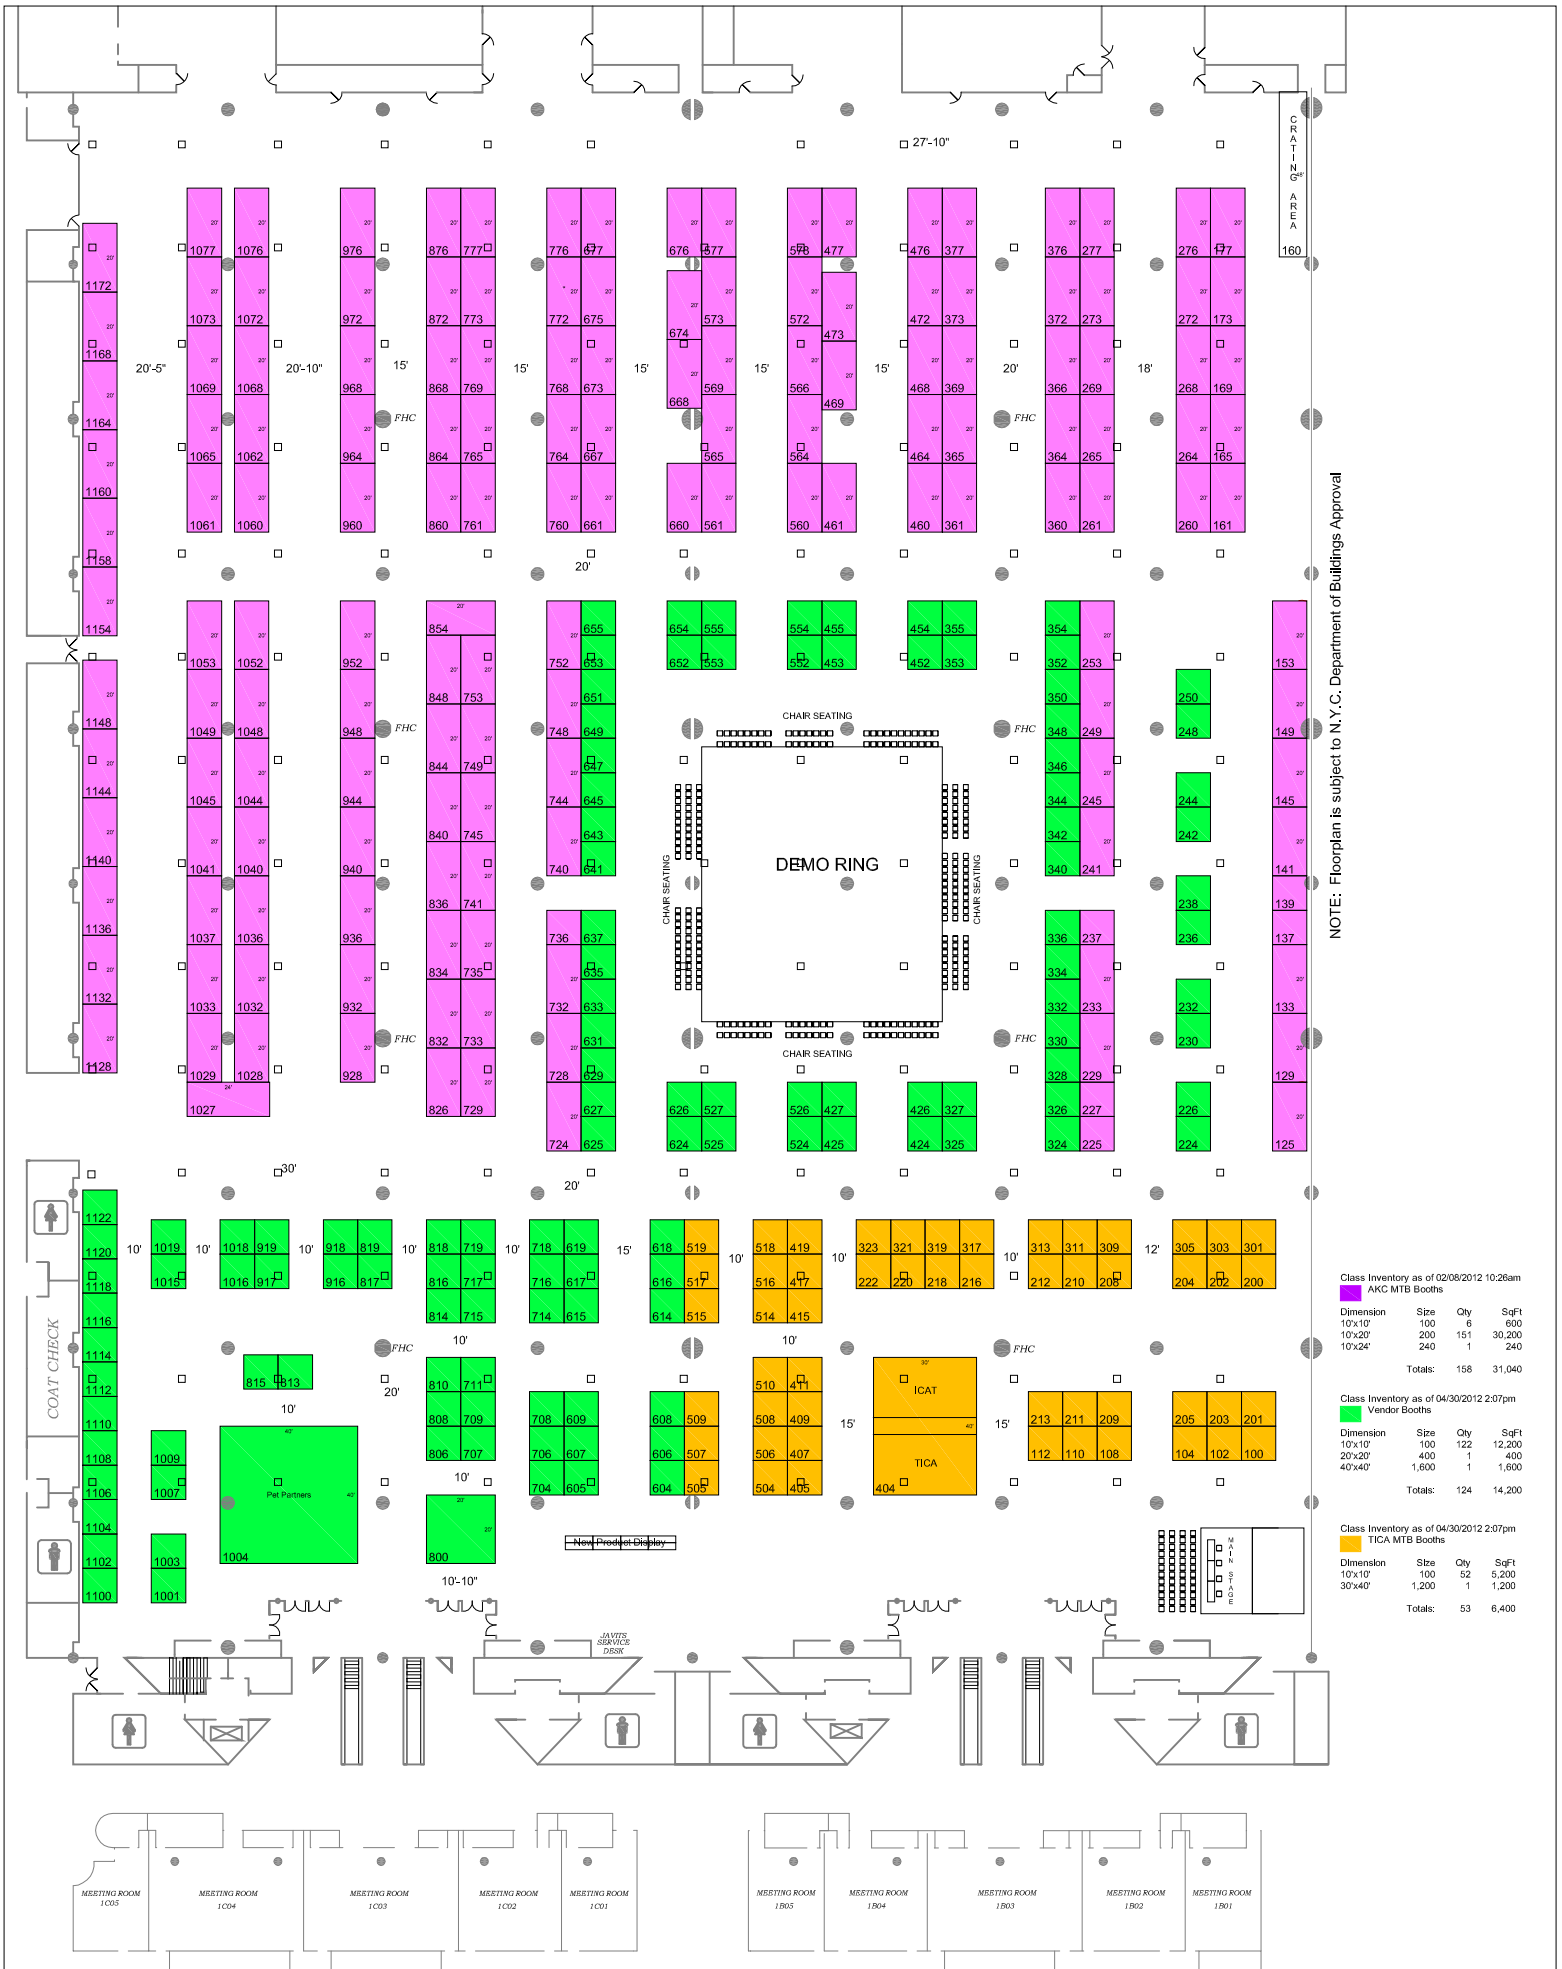 27'-10"
CRATING AREA
48'
160
20' 20' 20' 20' 20' 20' 20' 20' 20' 20' 20' 20' 20' 20' 20'
1077 1076 976 876 777 776 677 676 577 578 477 476 377 376 277 276 177
1172
1073 1072 972 872 773 772 675 674 573 572 473 472 373 372 273 272 173
1168
20'-5" 20'-10" 15' 15' 15' 15' 15' 20' 18'
1069 1068 968 868 769 768 673 668 569 566 469 468 369 366 269 268 169
FHC FHC
1164
1065 1062 964 864 765 764 667 565 564 464 365 364 265 264 165
1160
1061 1060 960 860 761 760 661 660 561 560 461 460 361 360 261 260 161
1158
20'
1154
854 655 654 555 554 455 454 355 354
1053 1052 952 752 653 652 553 552 453 452 353 352 253 153
848 753 651 350 250
CHAIR SEATING
1148
1049 1048 948 FHC 748 649 348 249 248 149
FHC
844 749 647 346
1144
1045 1044 944 744 645 344 245 244 145
840 745 643 342 242
DEMO RING
1140
1041 1040 940 740 641 340 241 141
CHAIR SEATING
CHAIR SEATING
836 741 238 139
1136
1037 1036 936 736 637 336 237 236 137
834 735 635 334
1132
1033 1032 932 732 633 332 233 232 133
832 733 631 330 230
FHC FHC
CHAIR SEATING
1128
1029 1028 928 728 629 328 229 129
24'
1027 826 729 627 626 527 526 427 426 327 326 227 226
724 625 624 525 524 425 424 325 324 225 224 125
30'
20'
NOTE: Floorplan is subject to N.Y.C. Department of Buildings Approval
1122
10' 10' 10' 10' 10' 15' 10' 10' 10' 12'
1019 1018 919 918 819 818 719 718 619 618 519 518 419 323 321 319 317 313 311 309 305 303 301
1120
1015 1016 917 916 817 816 717 716 617 616 517 516 417 222 220 218 216 212 210 208 204 202 200
1118
1116
814 715 714 615 515 514 415
10' 10'
FHC FHC
COAT CHECK
1114
815 813 20' 810 711 510 411
30'
ICAT
40'
TICA
404
1112
10'
1110
808 709 708 609 608 509 508 409 15' 15' 213 211 209 205 203 201
1108 1009
806 707 706 607 606 507 506 407 112 110 108 104 102 100
10'
1106 1007
704 605 604 505 504 405
40'
Pet Partners 40'
1004
20'
20'
800
1104
1102 1003
1100 1001
New Product Display
10'-10"
MAIN STAGE
JAVITS
SERVICE
DESK
Class Inventory as of 02/08/2012 10:26am
AKC MTB Booths
Dimension Size Qty SqFt
10'x10' 100 6 600
10'x20' 200 151 30,200
10'x24' 240 1 240
Totals: 158 31,040
Class Inventory as of 04/30/2012 2:07pm
Vendor Booths
Dimension Size Qty SqFt
10'x10' 100 122 12,200
20'x20' 400 1 400
40'x40' 1,600 1 1,600
Totals: 124 14,200
Class Inventory as of 04/30/2012 2:07pm
TICA MTB Booths
Dimension Size Qty SqFt
10'x10' 100 52 5,200
30'x40' 1,200 1 1,200
Totals: 53 6,400
MEETING ROOM
1C05
MEETING ROOM
1C04
MEETING ROOM
1C03
MEETING ROOM
1C02
MEETING ROOM
1C01
MEETING ROOM
1B05
MEETING ROOM
1B04
MEETING ROOM
1B03
MEETING ROOM
1B02
MEETING ROOM
1B01